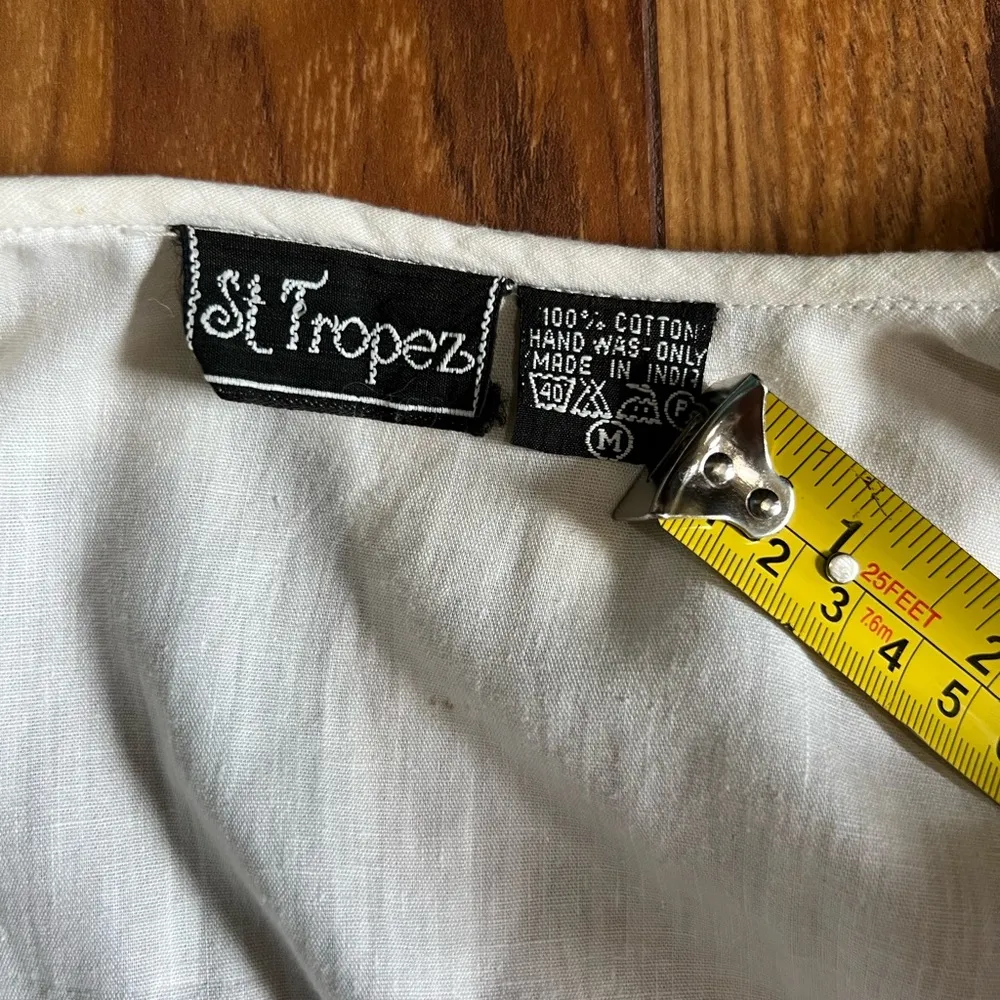 St Tropez
100% COTTON
HAND WAS-ONLY
MADE IN INDIA
40
P
M
1
2
25FEET
2
3
7.6m
4
5